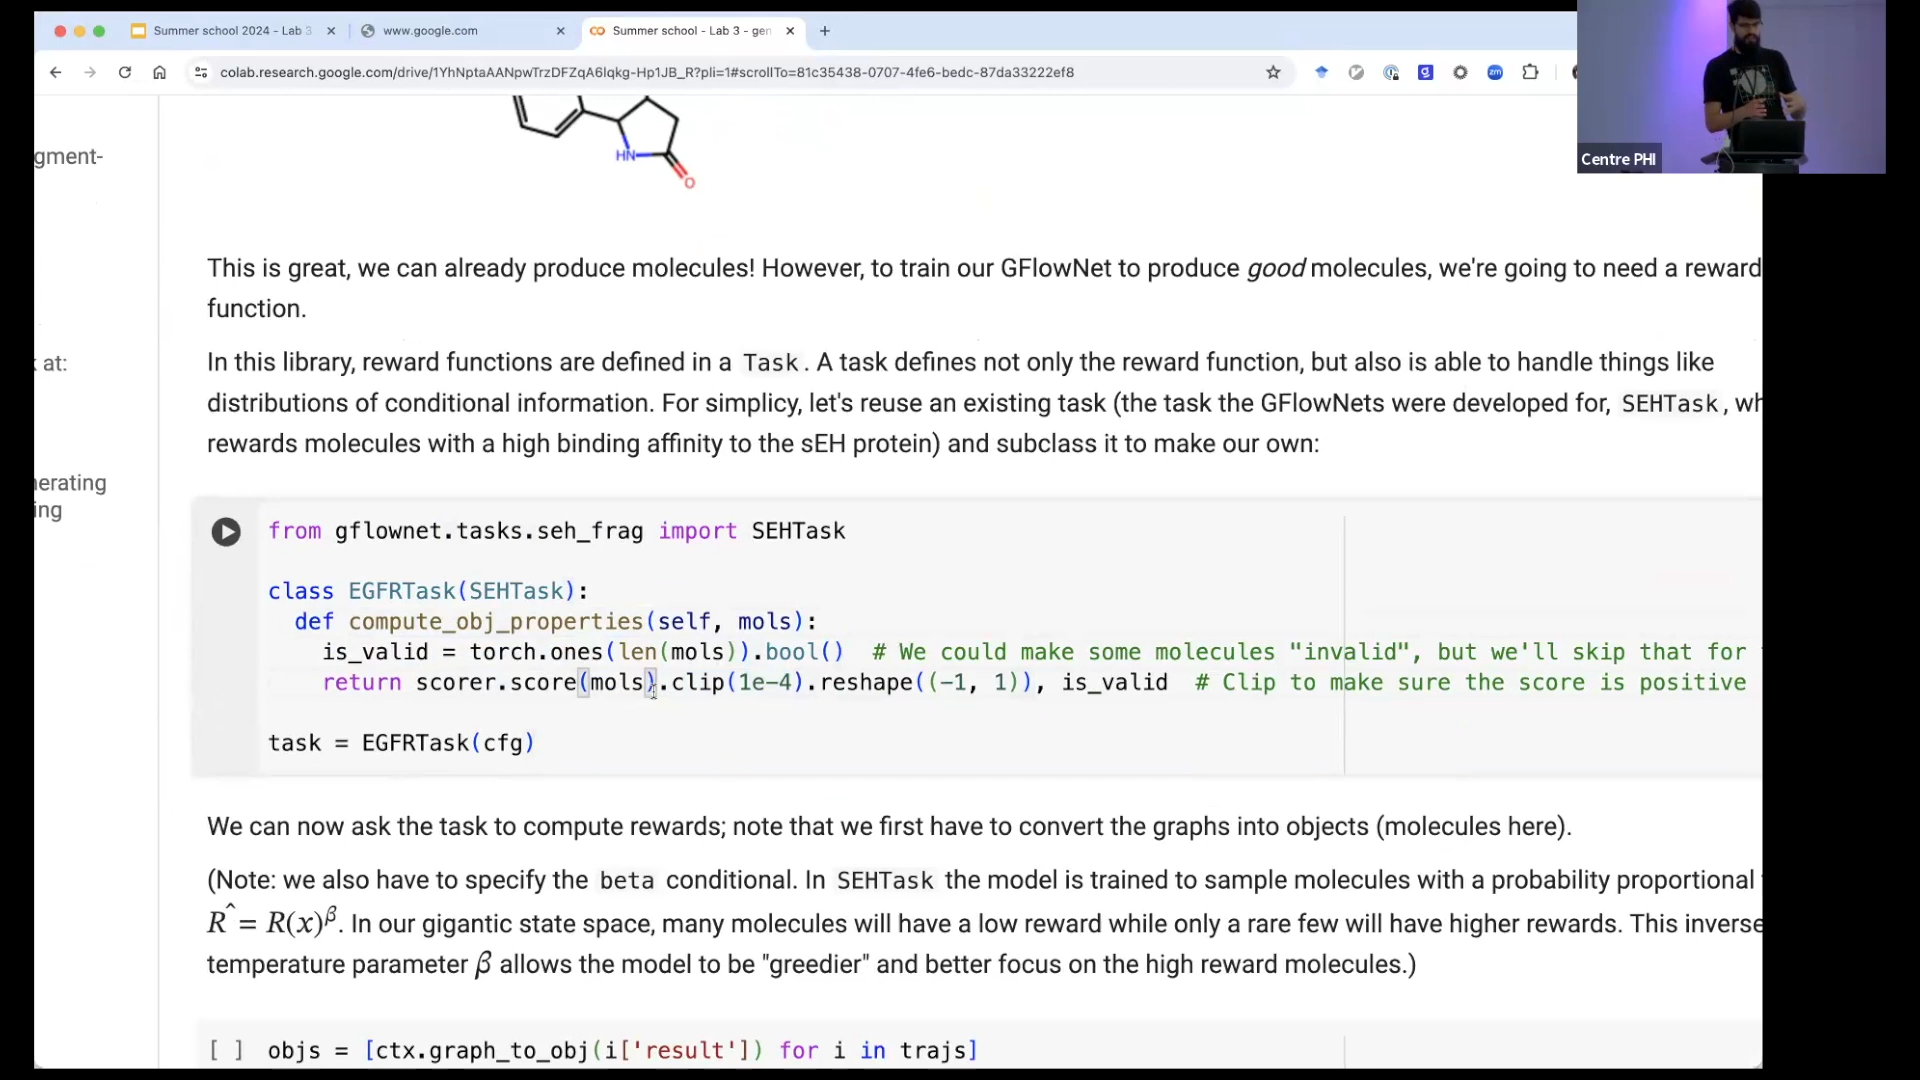 Summer school 2024 - Lab 3
www.google.com
Summer school - Lab 3 - gen
colab.research.google.com/drive/1YhNptaAANpwTrzDFZqA6lqkg-Hp1JB_R?pli=1#scrollTo=81c35438-0707-4fe6-bedc-87da33222ef8
Centre PHI
gment-
at:
nerating
ing
HN
O
This is great, we can already produce molecules! However, to train our GFlowNet to produce good molecules, we're going to need a reward
function.
In this library, reward functions are defined in a Task. A task defines not only the reward function, but also is able to handle things like
distributions of conditional information. For simplicy, let's reuse an existing task (the task the GFlowNets were developed for, SEHTask, wh
rewards molecules with a high binding affinity to the sEH protein) and subclass it to make our own:
from gflownet.tasks.seh_frag import SEHTask
class EGFRTask(SEHTask):
def compute_obj_properties(self, mols):
is_valid = torch.ones(len(mols)).bool() # We could make some molecules "invalid", but we'll skip that for
return scorer.score(mols).clip(1e-4).reshape((-1, 1)), is_valid # Clip to make sure the score is positive
task = EGFRTask(cfg)
We can now ask the task to compute rewards; note that we first have to convert the graphs into objects (molecules here).
(Note: we also have to specify the beta conditional. In SEHTask the model is trained to sample molecules with a probability proportional
R̂ = R(x)^β. In our gigantic state space, many molecules will have a low reward while only a rare few will have higher rewards. This inverse
temperature parameter β allows the model to be "greedier" and better focus on the high reward molecules.)
[ ] objs = [ctx.graph_to_obj(i['result']) for i in trajs]